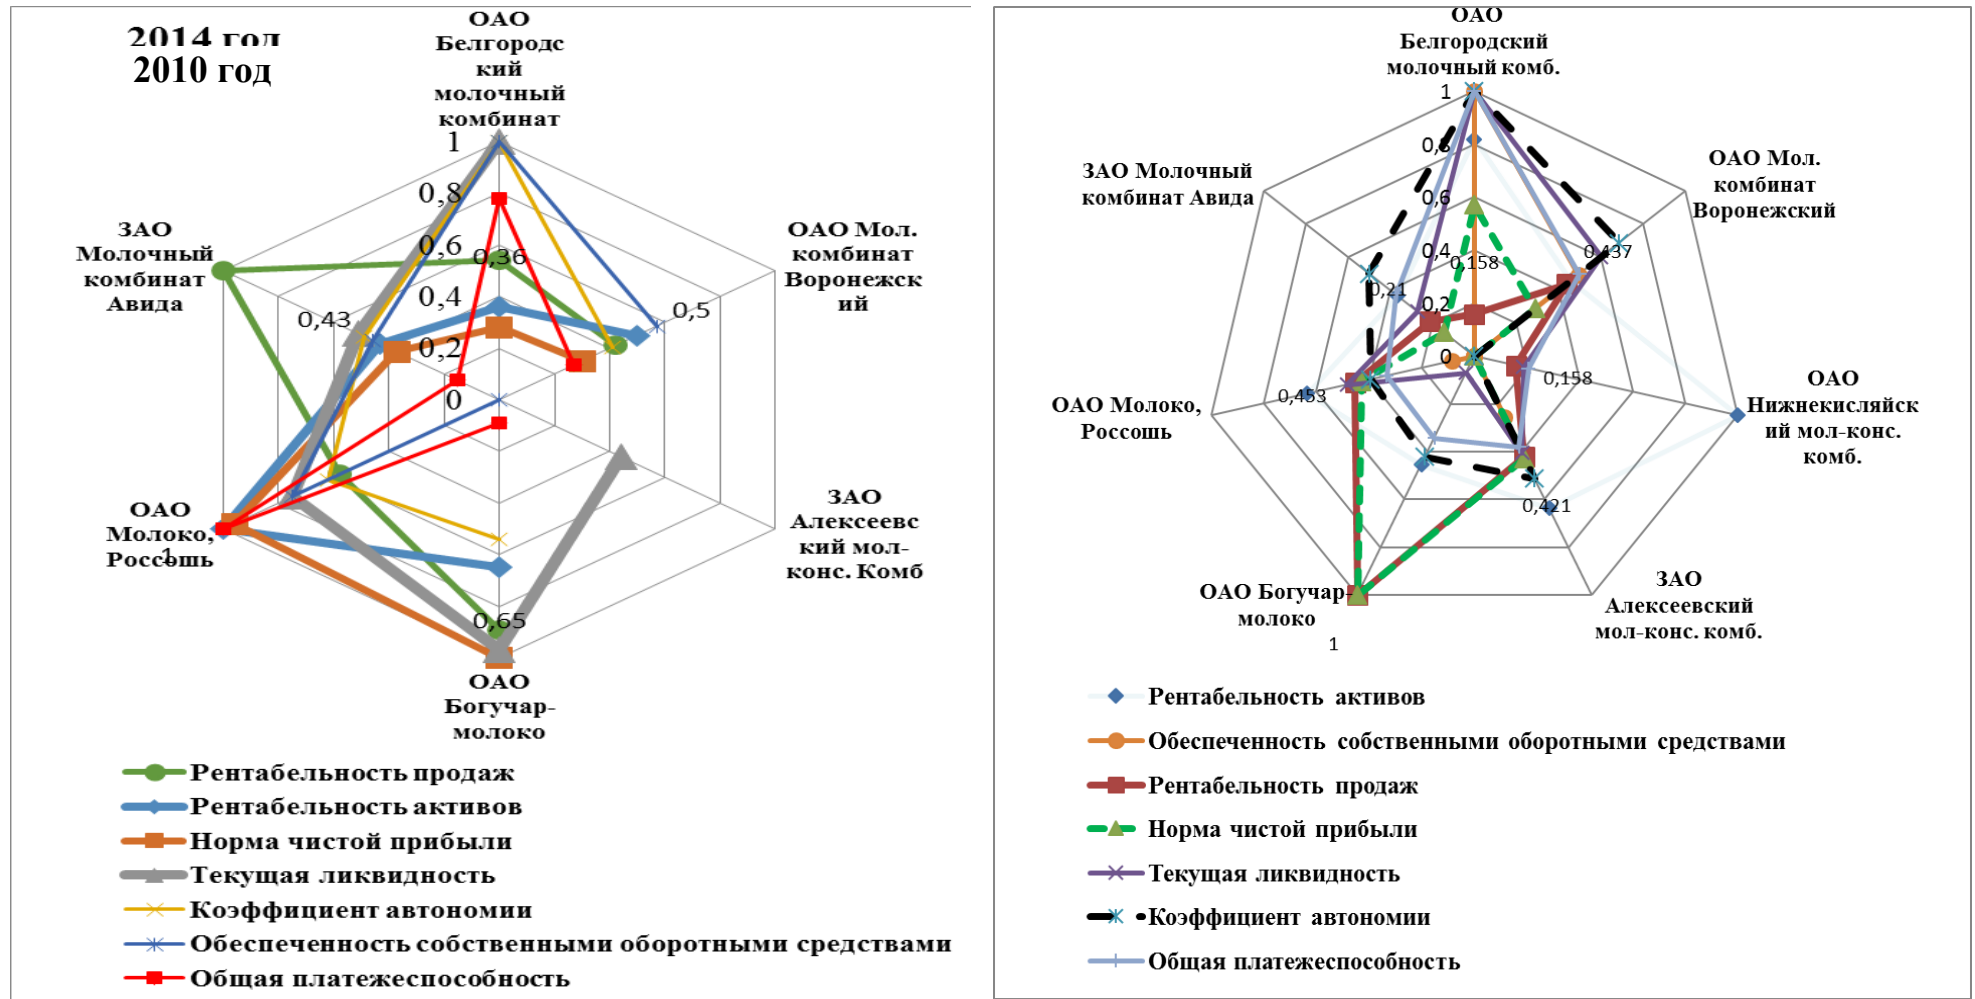 2014 год
2010 год
ОАО
Белгородс
кий
молочный
комбинат
1
0,8
0,6
0,36
0,4
0,2
0
ОАО Мол.
комбинат
Воронежск
ий
0,5
ЗАО
Алексеевс
кий мол-
конс. Комб
0,65
ОАО
Богучар-
молоко
ОАО
Молоко,
Россошь
1
ЗАО
Молочный
комбинат
Авида
0,43
Рентабельность продаж
Рентабельность активов
Норма чистой прибыли
Текущая ликвидность
Коэффициент автономии
Обеспеченность собственными оборотными средствами
Общая платежеспособность
ОАО
Белгородский
молочный комб.
1
0,8
0,6
0,4
0,158
0,2
0
ОАО Мол.
комбинат
Воронежский
0,437
ОАО
Нижнекисляйск
ий мол-конс.
комб.
0,158
ЗАО
Алексеевский
мол-конс. комб.
0,421
ОАО Богучар-
молоко
1
ОАО Молоко,
Россошь
0,453
ЗАО Молочный
комбинат Авида
0,21
Рентабельность активов
Обеспеченность собственными оборотными средствами
Рентабельность продаж
Норма чистой прибыли
Текущая ликвидность
Коэффициент автономии
Общая платежеспособность